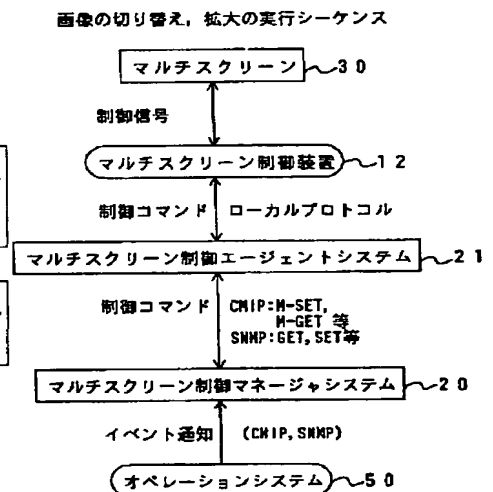 画像の切り替え，拡大の実行シーケンス
マルチスクリーン 30
制御信号
マルチスクリーン制御装置 12
制御コマンド ローカルプロトコル
マルチスクリーン制御エージェントシステム 21
制御コマンド CMIP:M-SET,
M-GET 等
SNMP:GET,SET等
マルチスクリーン制御マネージャシステム 20
イベント通知 (CMIP,SNMP)
オペレーションシステム 50